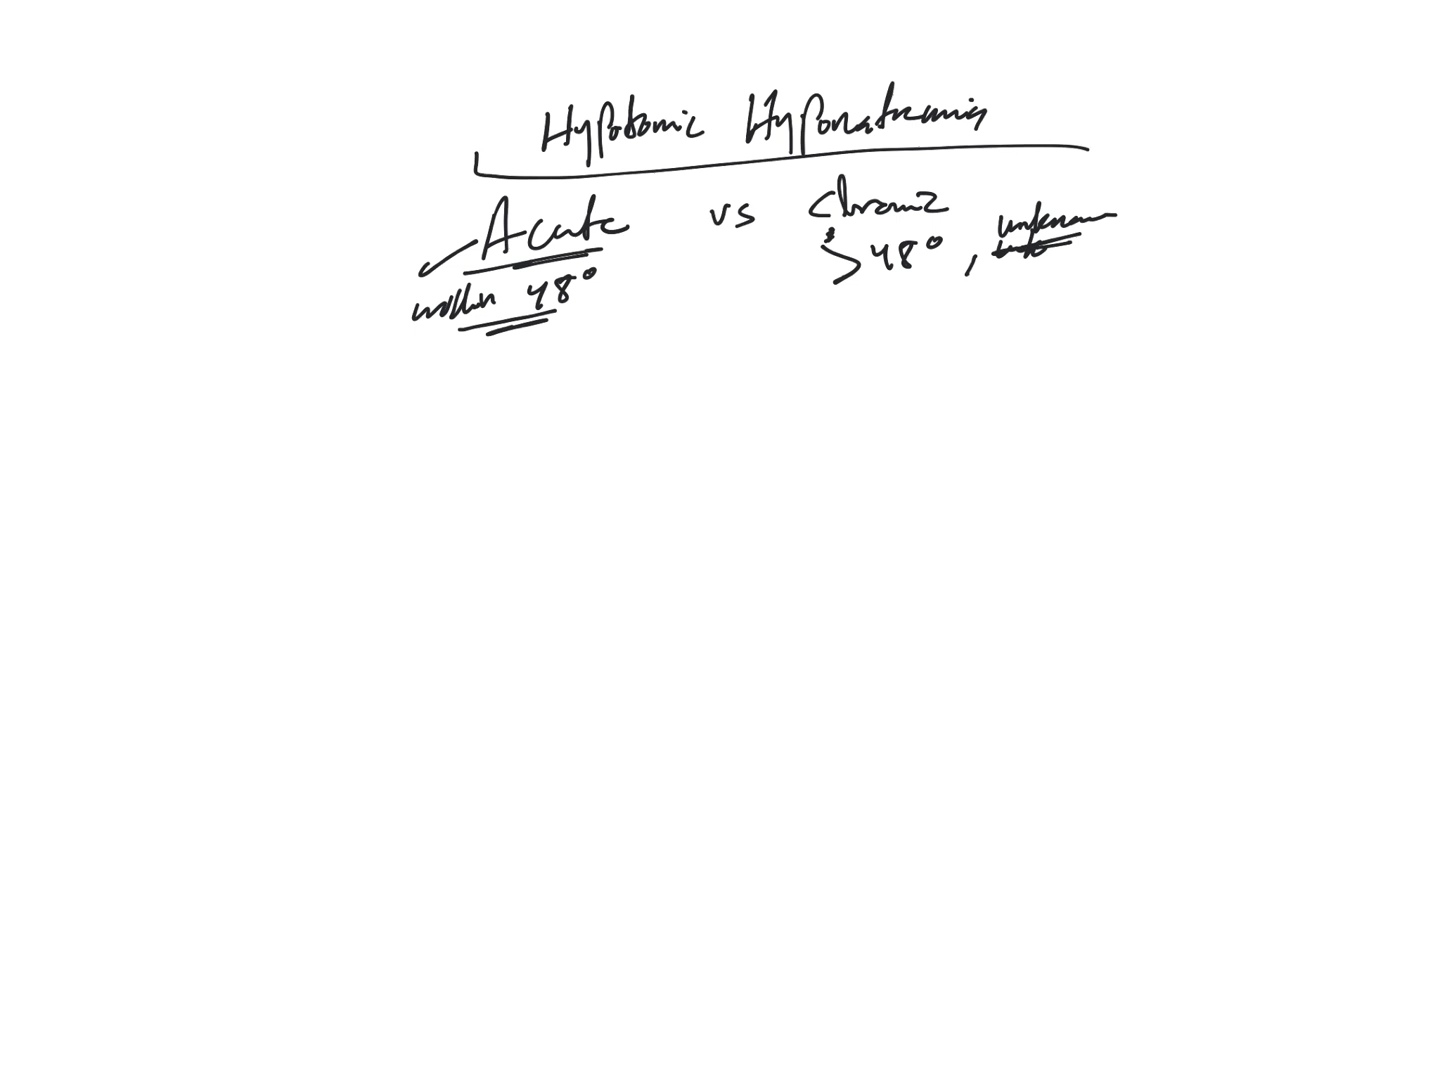 Hypotonic Hyponatremia
Acute vs chronic
within 48° >48°, unknown